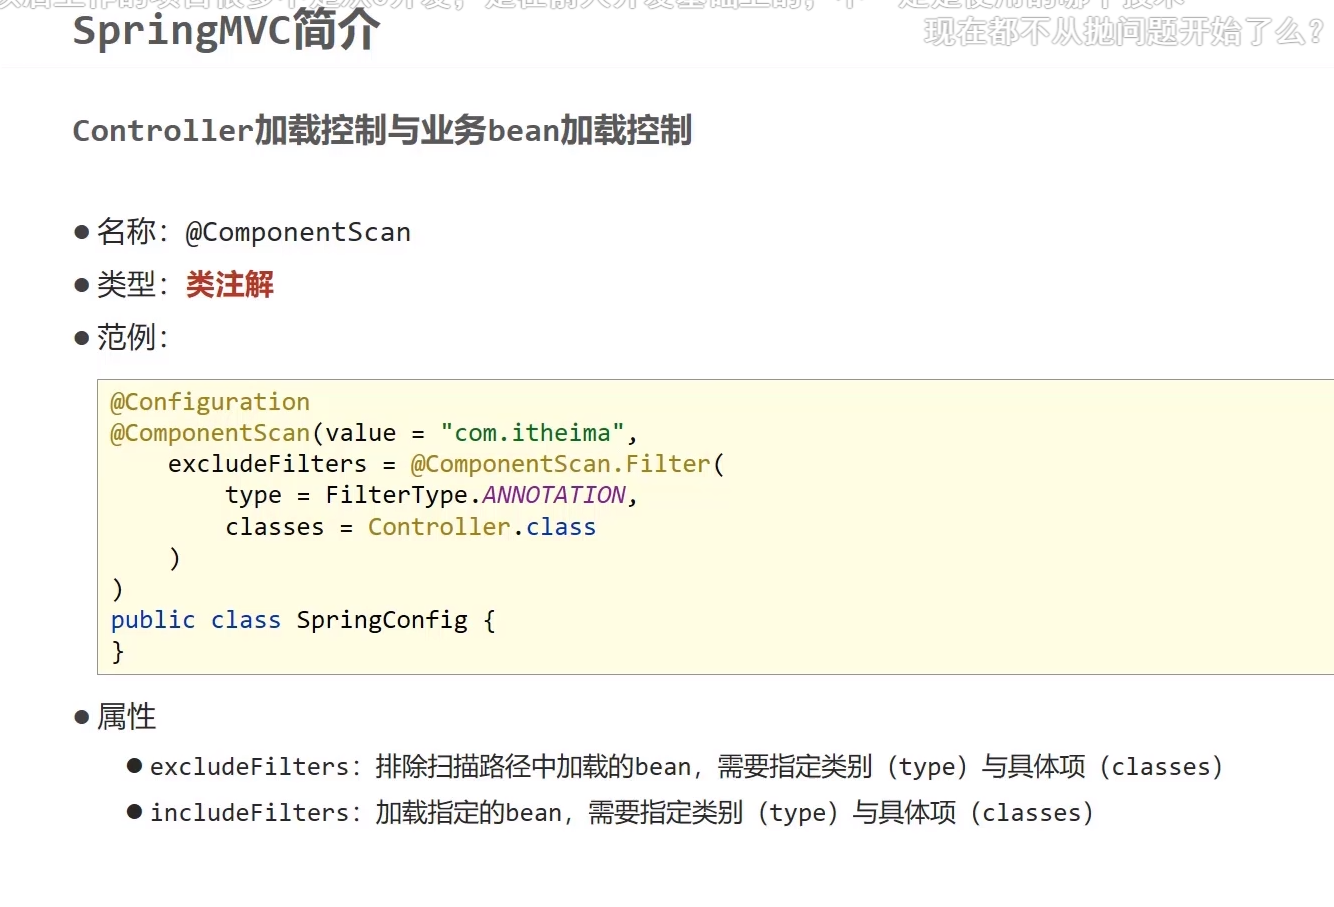 SpringMVC简介
现在都不从抛问题开始了么？
Controller加载控制与业务bean加载控制
● 名称：@ComponentScan
● 类型：类注解
● 范例：
@Configuration
@ComponentScan(value = "com.itheima",
excludeFilters = @ComponentScan.Filter(
type = FilterType.ANNOTATION,
classes = Controller.class
)
)
public class SpringConfig {
}
● 属性
● excludeFilters：排除扫描路径中加载的bean，需要指定类别（type）与具体项（classes）
● includeFilters：加载指定的bean，需要指定类别（type）与具体项（classes）